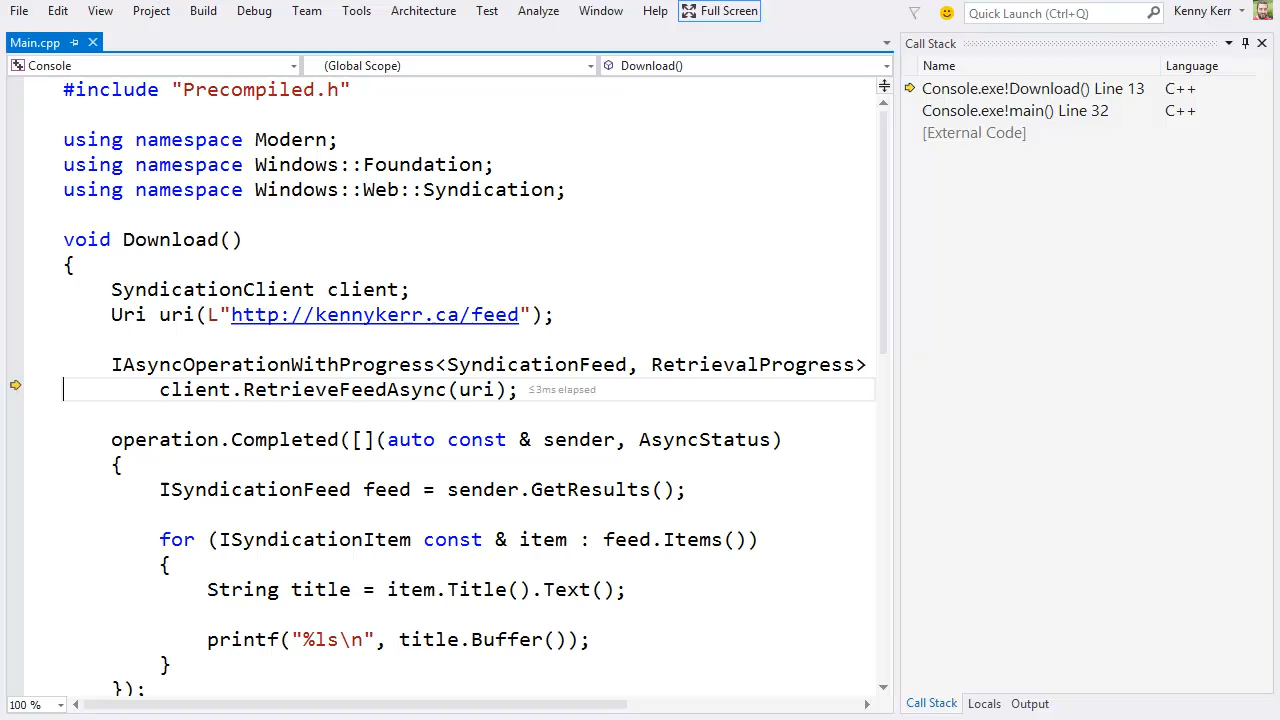 File Edit View Project Build Debug Team Tools Architecture Test Analyze Window Help Full Screen Quick Launch (Ctrl+Q) Kenny Kerr
Main.cpp
Console (Global Scope) Download()
#include "Precompiled.h"
using namespace Modern;
using namespace Windows::Foundation;
using namespace Windows::Web::Syndication;
void Download()
{
SyndicationClient client;
Uri uri(L"http://kennykerr.ca/feed");
IAsyncOperationWithProgress<SyndicationFeed, RetrievalProgress>
client.RetrieveFeedAsync(uri); ≤3ms elapsed
operation.Completed([](auto const & sender, AsyncStatus)
{
ISyndicationFeed feed = sender.GetResults();
for (ISyndicationItem const & item : feed.Items())
{
String title = item.Title().Text();
printf("%ls\n", title.Buffer());
}
});
100 %
Call Stack
Name Language
Console.exe!Download() Line 13 C++
Console.exe!main() Line 32 C++
[External Code]
Call Stack Locals Output